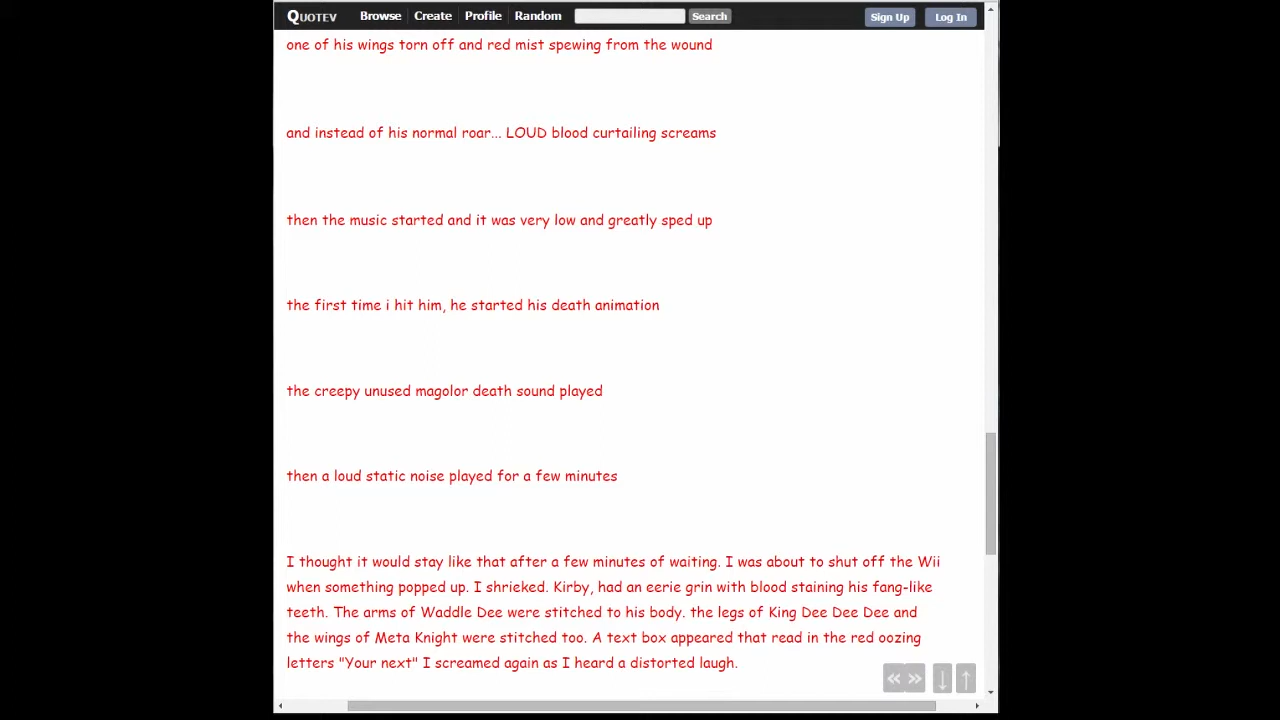 QUOTEV Browse Create Profile Random Search Sign Up Log In
one of his wings torn off and red mist spewing from the wound
and instead of his normal roar... LOUD blood curtailing screams
then the music started and it was very low and greatly sped up
the first time i hit him, he started his death animation
the creepy unused magolor death sound played
then a loud static noise played for a few minutes
I thought it would stay like that after a few minutes of waiting. I was about to shut off the Wii
when something popped up. I shrieked. Kirby, had an eerie grin with blood staining his fang-like
teeth. The arms of Waddle Dee were stitched to his body. the legs of King Dee Dee Dee and
the wings of Meta Knight were stitched too. A text box appeared that read in the red oozing
letters "Your next" I screamed again as I heard a distorted laugh.